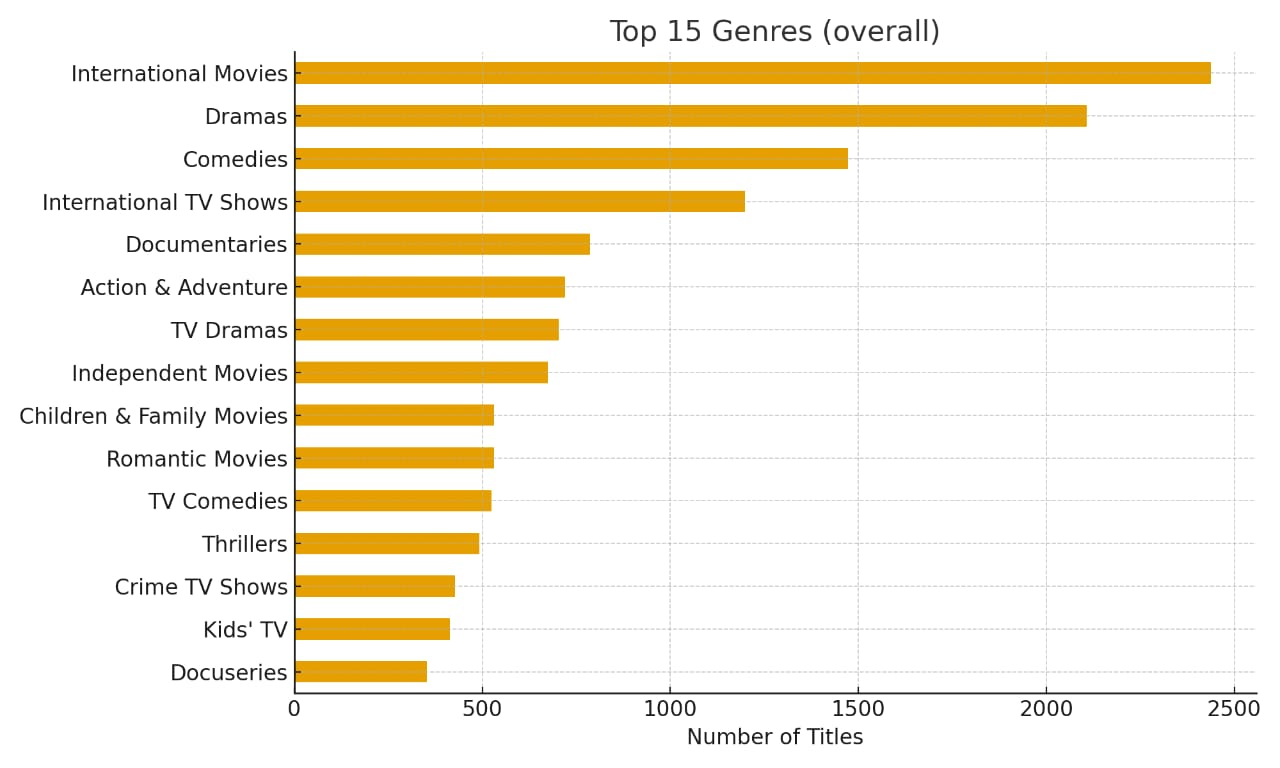 Top 15 Genres (overall)
International Movies
Dramas
Comedies
International TV Shows
Documentaries
Action & Adventure
TV Dramas
Independent Movies
Children & Family Movies
Romantic Movies
TV Comedies
Thrillers
Crime TV Shows
Kids' TV
Docuseries
0 500 1000 1500 2000 2500
Number of Titles